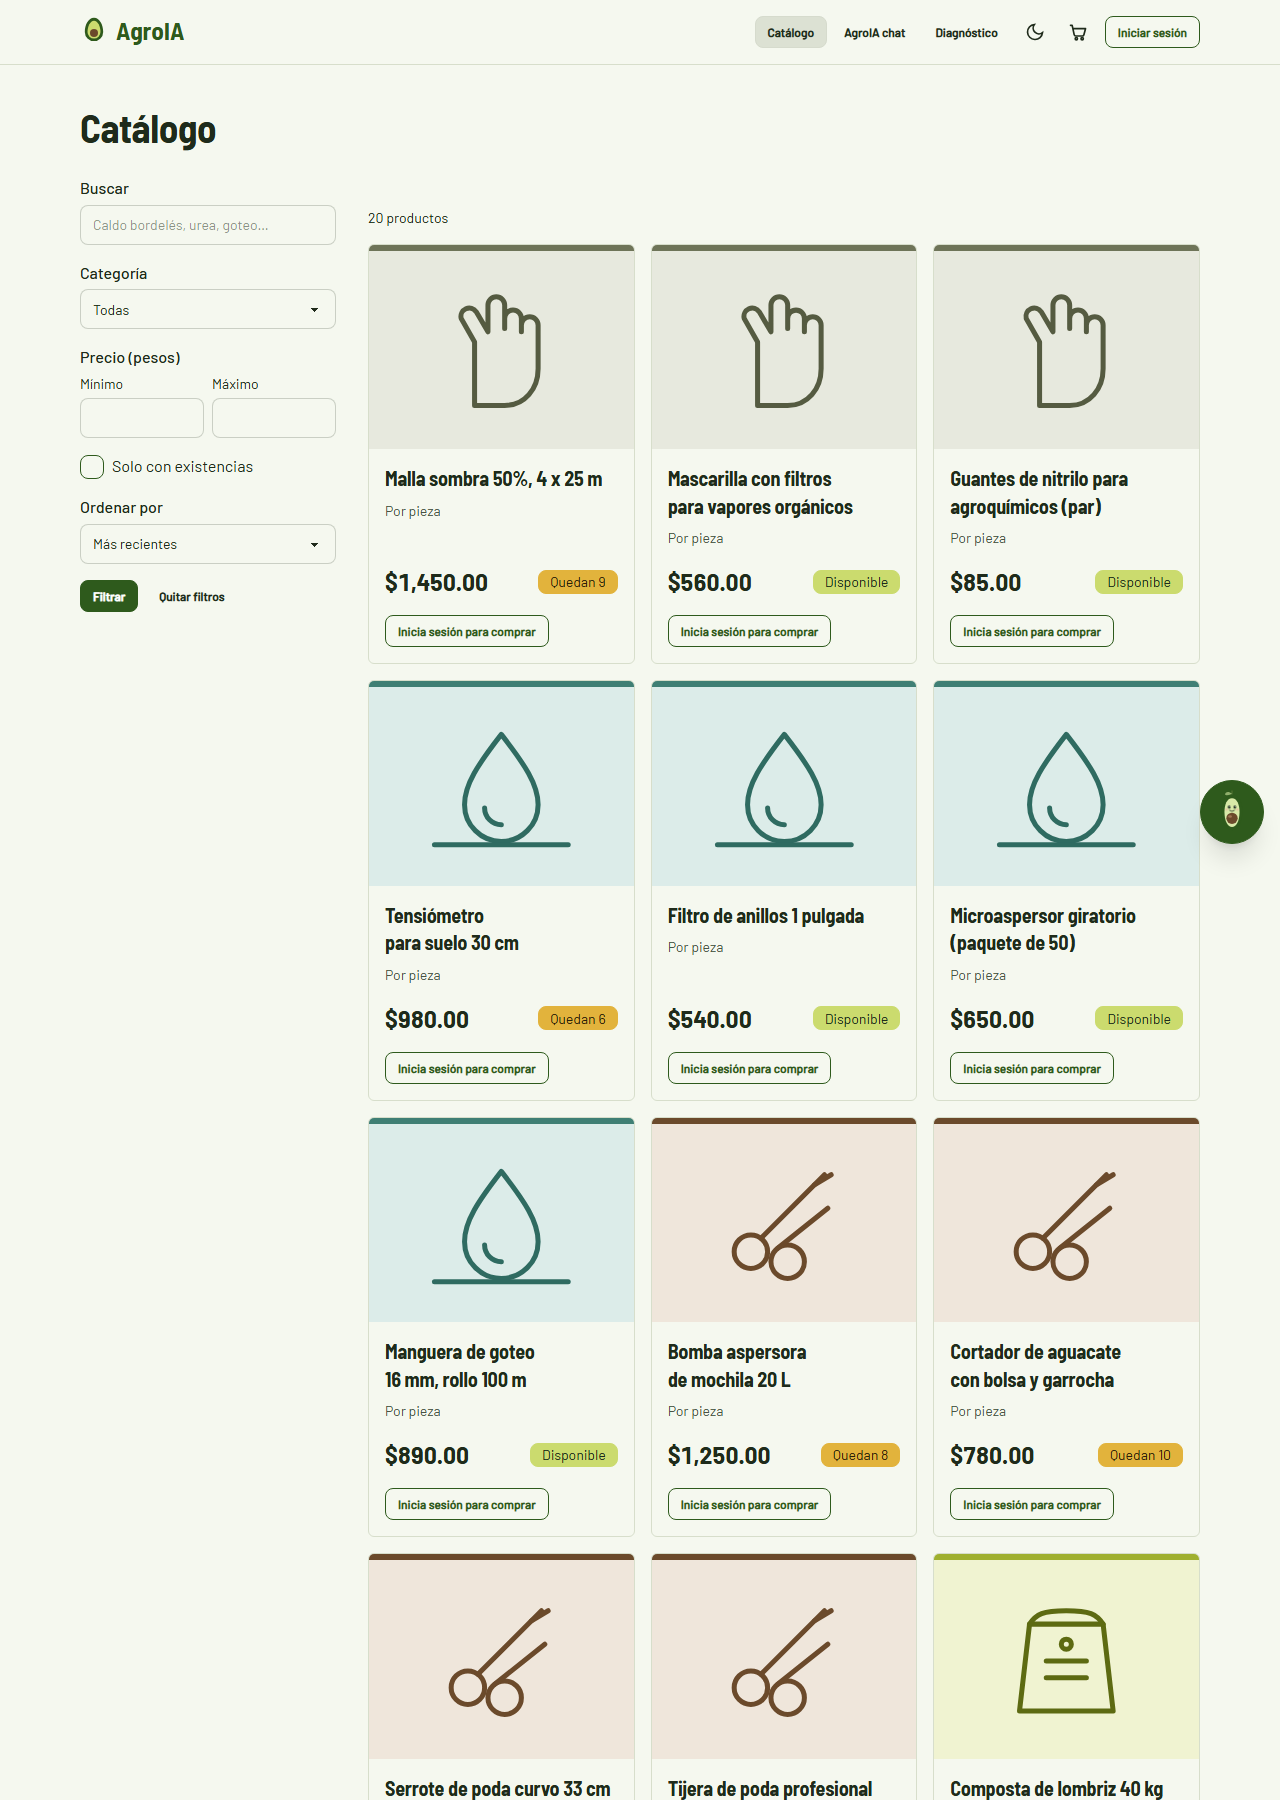 AgroIA
Catálogo
AgroIA chat
Diagnóstico
Iniciar sesión
Catálogo
Buscar
Caldo bordelés, urea, goteo...
Categoría
Todas
Precio (pesos)
Mínimo
Máximo
Solo con existencias
Ordenar por
Más recientes
Filtrar
Quitar filtros
20 productos
Malla sombra 50%, 4 x 25 m
Por pieza
$1,450.00
Quedan 9
Inicia sesión para comprar
Mascarilla con filtros
para vapores orgánicos
Por pieza
$560.00
Disponible
Inicia sesión para comprar
Guantes de nitrilo para
agroquímicos (par)
Por pieza
$85.00
Disponible
Inicia sesión para comprar
Tensiómetro
para suelo 30 cm
Por pieza
$980.00
Quedan 6
Inicia sesión para comprar
Filtro de anillos 1 pulgada
Por pieza
$540.00
Disponible
Inicia sesión para comprar
Microaspersor giratorio
(paquete de 50)
Por pieza
$650.00
Disponible
Inicia sesión para comprar
Manguera de goteo
16 mm, rollo 100 m
Por pieza
$890.00
Disponible
Inicia sesión para comprar
Bomba aspersora
de mochila 20 L
Por pieza
$1,250.00
Quedan 8
Inicia sesión para comprar
Cortador de aguacate
con bolsa y garrocha
Por pieza
$780.00
Quedan 10
Inicia sesión para comprar
Serrote de poda curvo 33 cm
Tijera de poda profesional
Composta de lombriz 40 kg